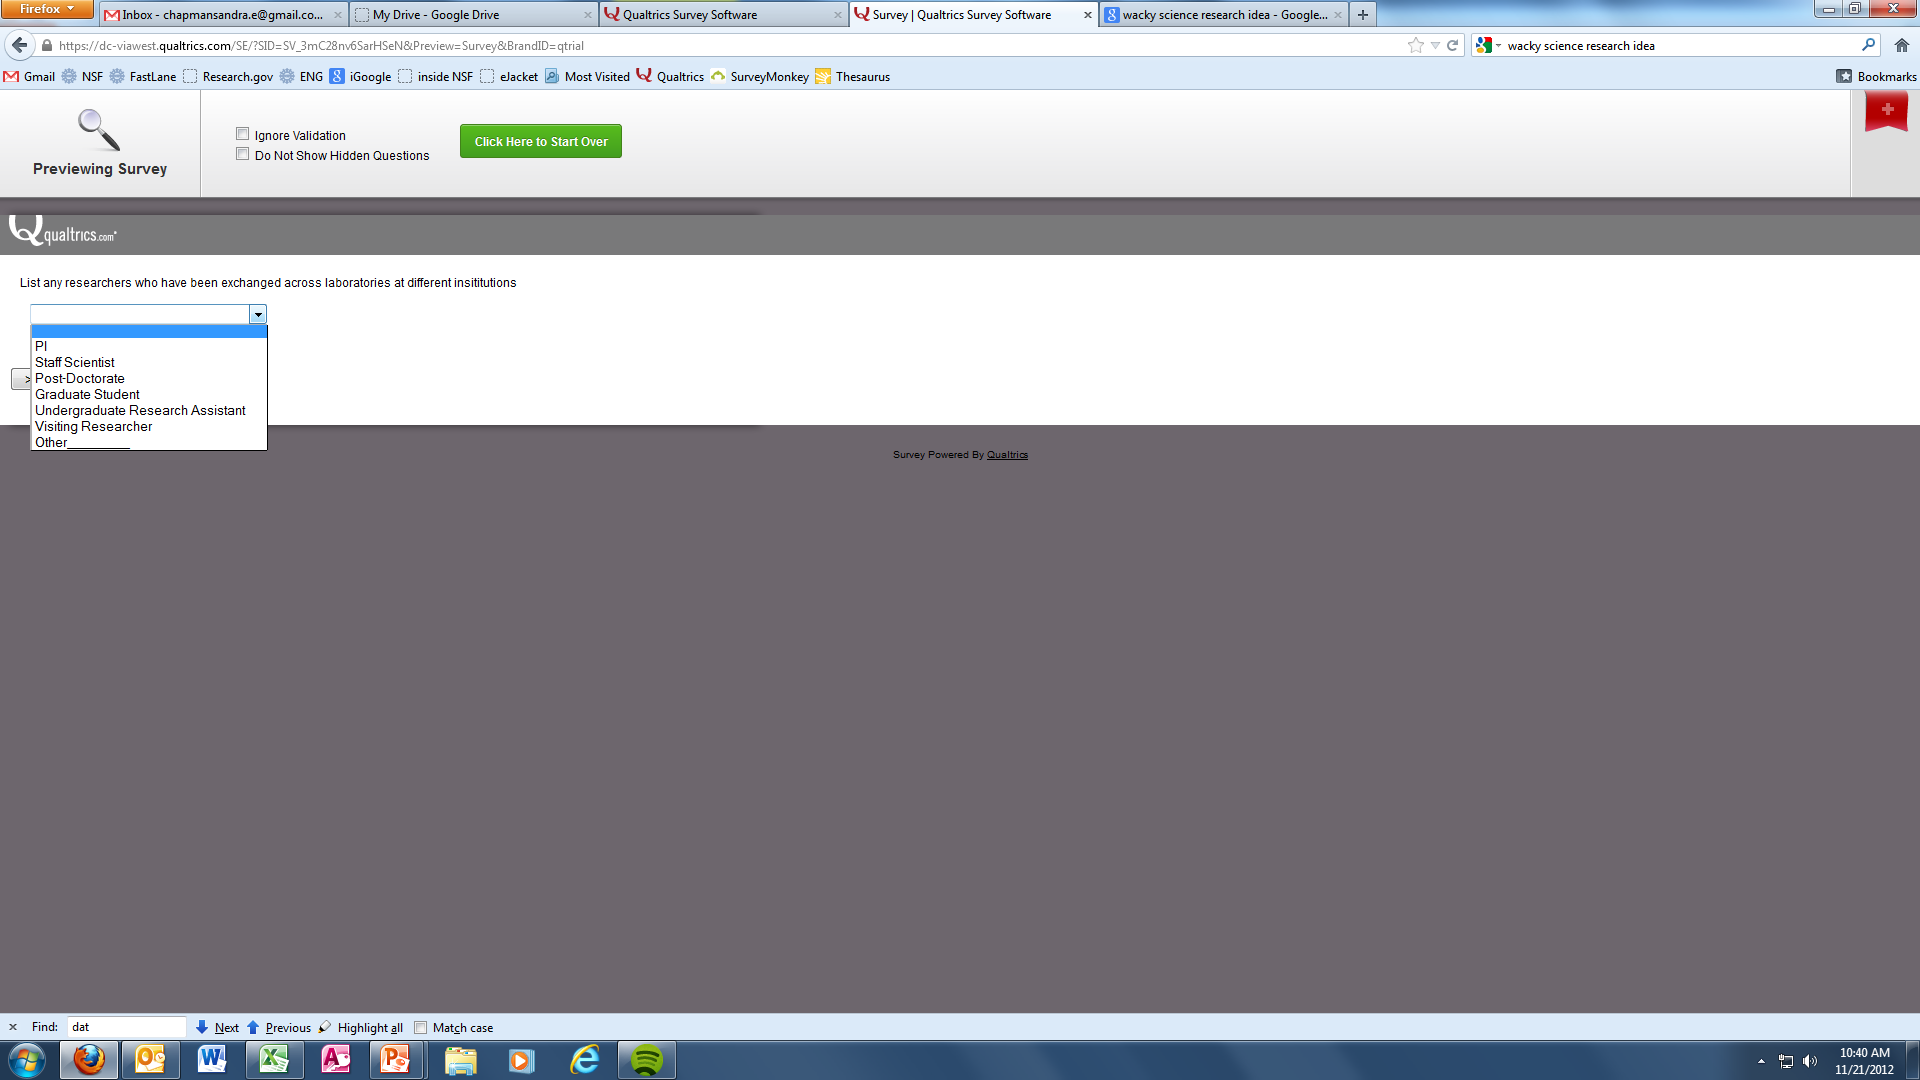 Firefox
Inbox - chapmansandra.e@gmail.co...
My Drive - Google Drive
Qualtrics Survey Software
Survey | Qualtrics Survey Software
wacky science research idea - Google...
https://dc-viawest.qualtrics.com/SE/?SID=SV_3mC28nv6SarHSeN&Preview=Survey&BrandID=qtrial
wacky science research idea
Gmail NSF FastLane Research.gov ENG iGoogle inside NSF eJacket Most Visited Qualtrics SurveyMonkey Thesaurus Bookmarks
Previewing Survey
Ignore Validation
Do Not Show Hidden Questions
Click Here to Start Over
qualtrics.com
List any researchers who have been exchanged across laboratories at different insititutions
PI
Staff Scientist
Post-Doctorate
Graduate Student
Undergraduate Research Assistant
Visiting Researcher
Other_________
Survey Powered By Qualtrics
Find: dat Next Previous Highlight all Match case
10:40 AM
11/21/2012